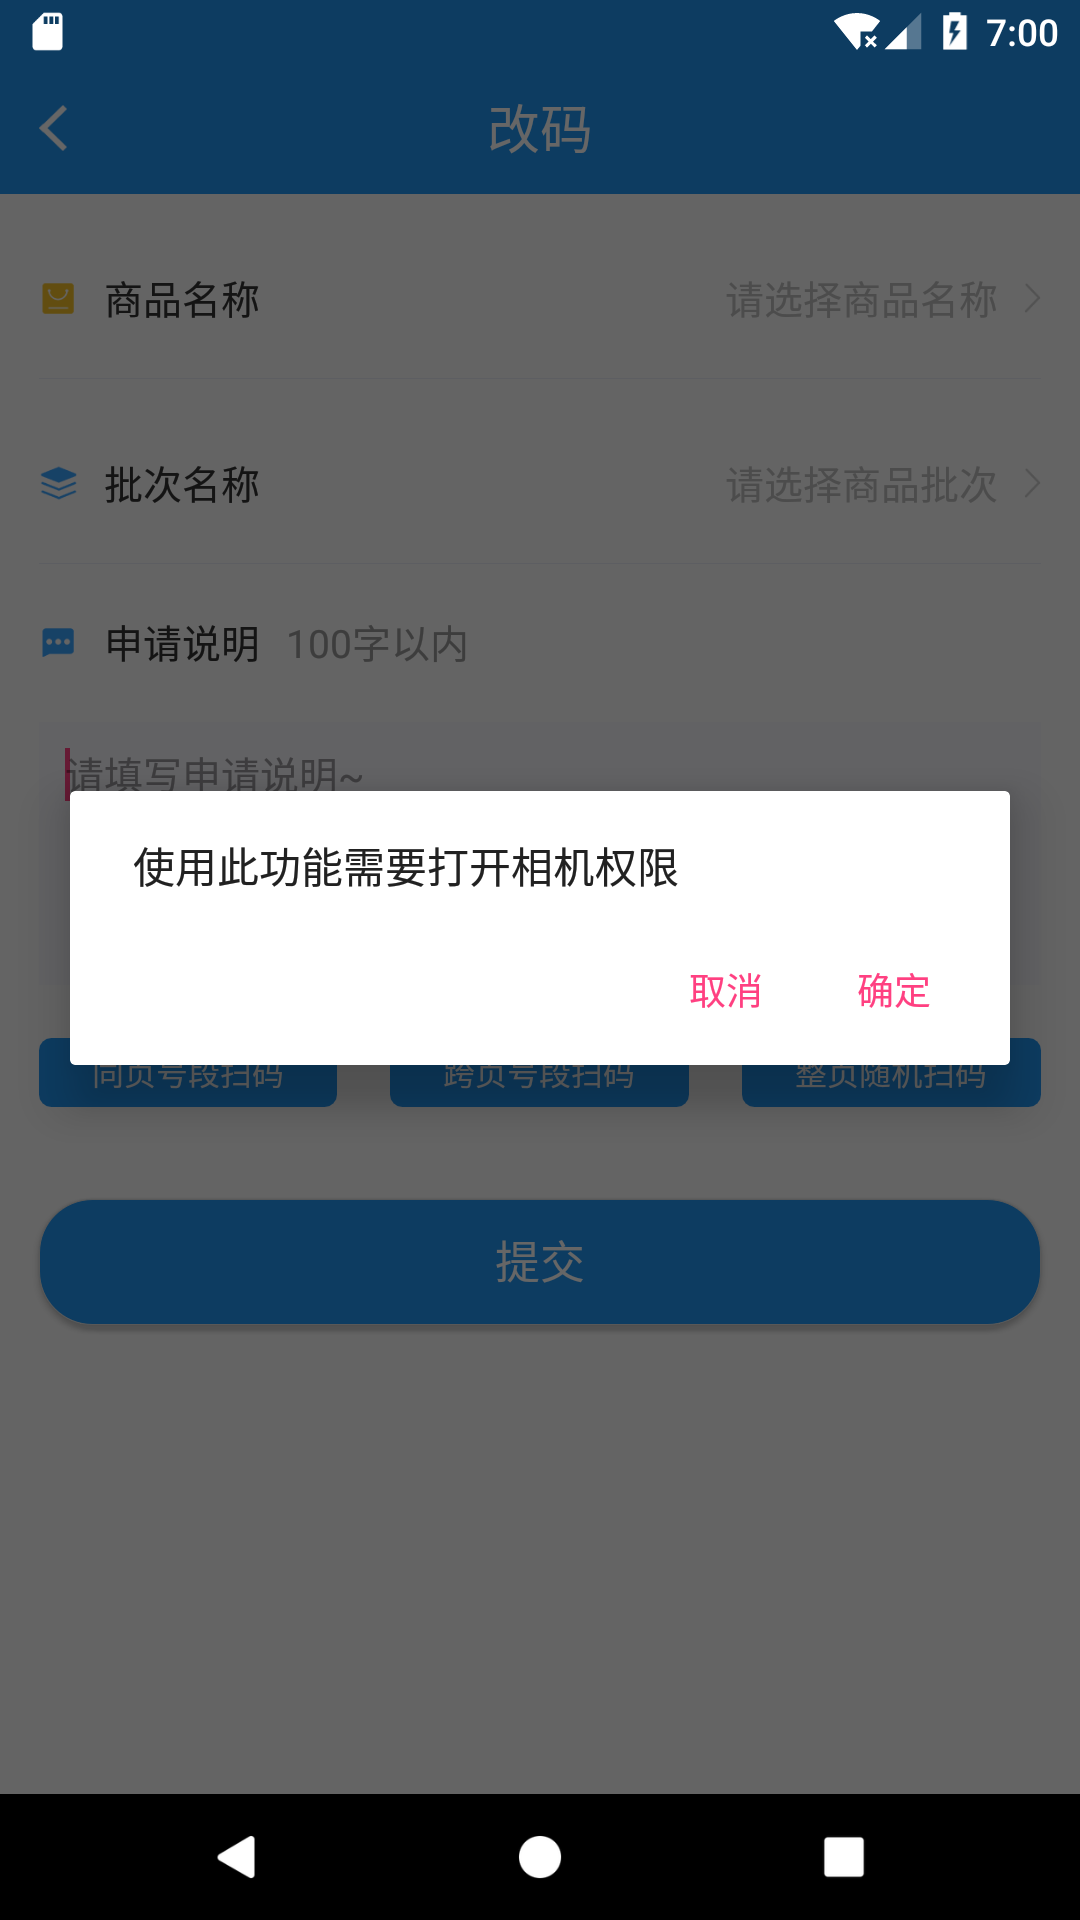 7:00
改码
商品名称 请选择商品名称
批次名称 请选择商品批次
申请说明 100字以内
请填写申请说明~
使用此功能需要打开相机权限
取消 确定
同页号段扫码 跨页号段扫码 整页随机扫码
提交